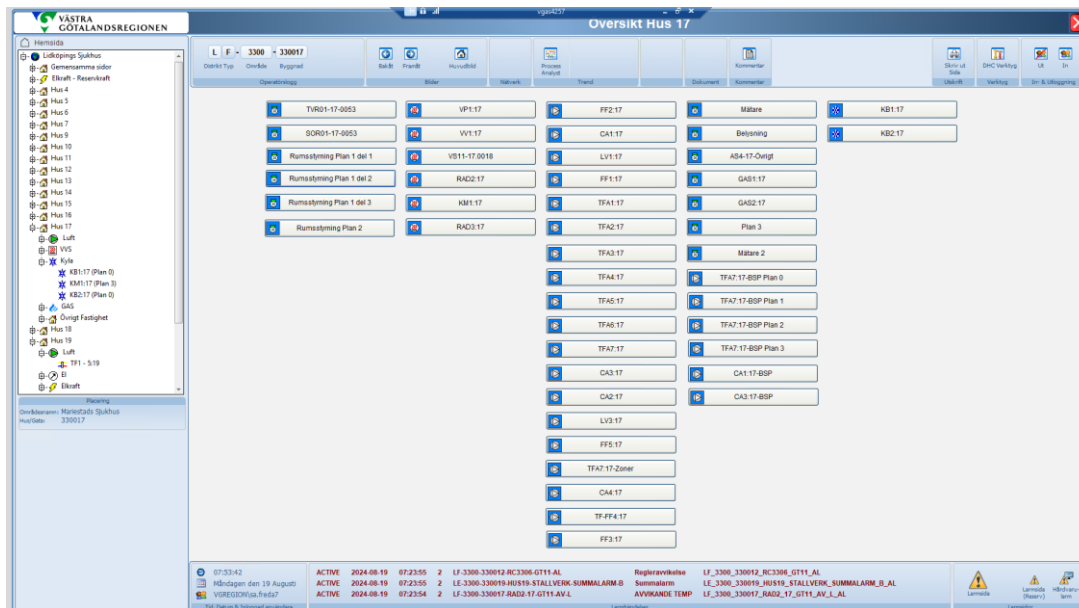 VÄSTRA
GÖTALANDSREGIONEN
vgas4257
Översikt Hus 17
Hemsida
Lidköpings Sjukhus
Gemensamma sidor
Elkraft - Reservkraft
Hus 4
Hus 5
Hus 6
Hus 7
Hus 9
Hus 10
Hus 11
Hus 12
Hus 13
Hus 14
Hus 15
Hus 16
Hus 17
Luft
VVS
Kyla
KB1:17 (Plan 0)
KM1:17 (Plan 3)
KB2:17 (Plan 0)
GAS
Övrigt Fastighet
Hus 18
Hus 19
Luft
TF1 - 5:19
El
Elkraft
Placering
Områdesnamn: Mariestads Sjukhus
Hus/Gata: 330017
L F - 3300 - 330017
Distrikt Typ Område Byggnad
Operatörslogg
Bakåt Framåt Huvudbild
Bilder
Nätverk
Process
Analyst
Trend
Dokument
Kommentar
Kommentar
Skriv ut
Sida
Utskrift
DHC Verktyg
Verktyg
Ut In
In- & Utloggning
TVR01-17-0053
SOR01-17-0053
Rumsstyrning Plan 1 del 1
Rumsstyrning Plan 1 del 2
Rumsstyrning Plan 1 del 3
Rumsstyrning Plan 2
VP1:17
VV1:17
VS11-17.0018
RAD2:17
KM1:17
RAD3:17
FF2:17
CA1:17
LV1:17
FF1:17
TFA1:17
TFA2:17
TFA3:17
TFA4:17
TFA5:17
TFA6:17
TFA7:17
CA3:17
CA2:17
LV3:17
FF5:17
TFA7:17-Zoner
CA4:17
TF-FF4:17
FF3:17
Mätare
Belysning
AS4-17-Övrigt
GAS1:17
GAS2:17
Plan 3
Mätare 2
TFA7:17-BSP Plan 0
TFA7:17-BSP Plan 1
TFA7:17-BSP Plan 2
TFA7:17-BSP Plan 3
CA1:17-BSP
CA3:17-BSP
KB1:17
KB2:17
07:53:42
Måndagen den 19 Augusti
VGREGION\sa.freda7
ACTIVE 2024-08-19 07:23:55 2 LF-3300-330012-RC3306-GT11-AL Regleravvikelse LF_3300_330012_RC3306_GT11_AL
ACTIVE 2024-08-19 07:23:55 2 LE-3300-330019-HUS19-STALLVERK-SUMMALARM-B Summalarm LE_3300_330019_HUS19_STALLVERK_SUMMALARM_B_AL
ACTIVE 2024-08-19 07:23:54 2 LF-3300-330017-RAD2-17-GT11-AV-L AVVIKANDE TEMP LF_3300_330017_RAD2_17_GT11_AV_L_AL
Larmsida
Larmsida
(Reserv)
Hårdvaru-
larm